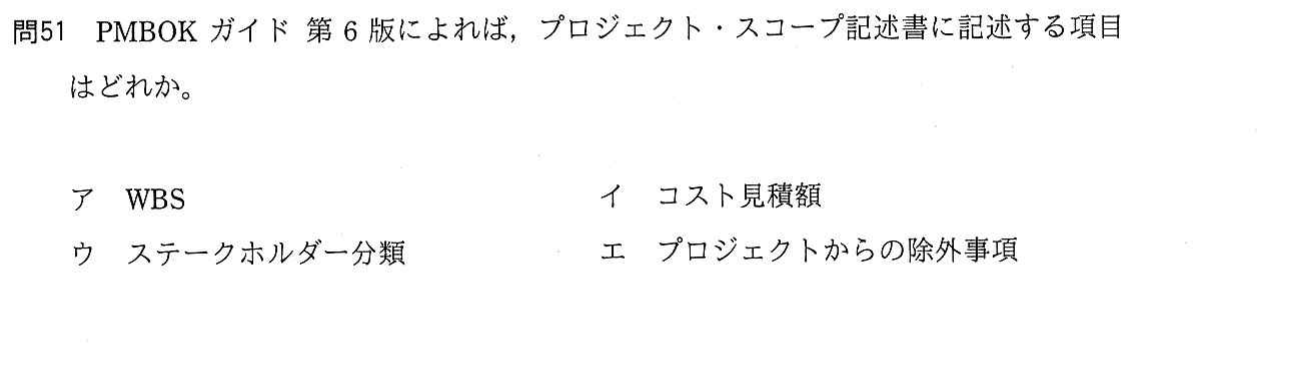 問51 PMBOK ガイド 第 6 版によれば，プロジェクト・スコープ記述書に記述する項目
はどれか。
ア WBS イ コスト見積額
ウ ステークホルダー分類 エ プロジェクトからの除外事項